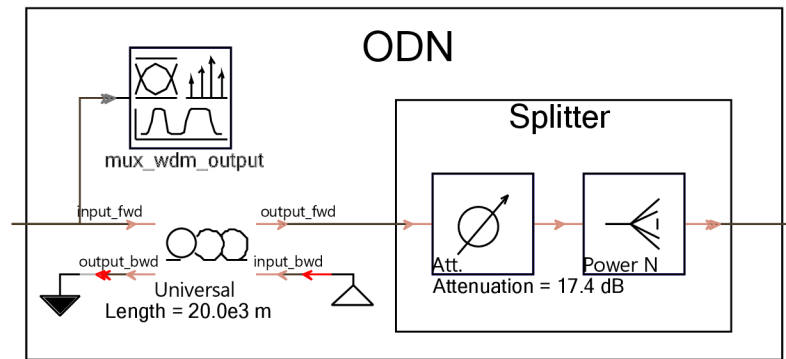 ODN
Splitter
mux_wdm_output
input_fwd
output_fwd
output_bwd
input_bwd
Universal
Length = 20.0e3 m
Att.
Attenuation = 17.4 dB
Power N